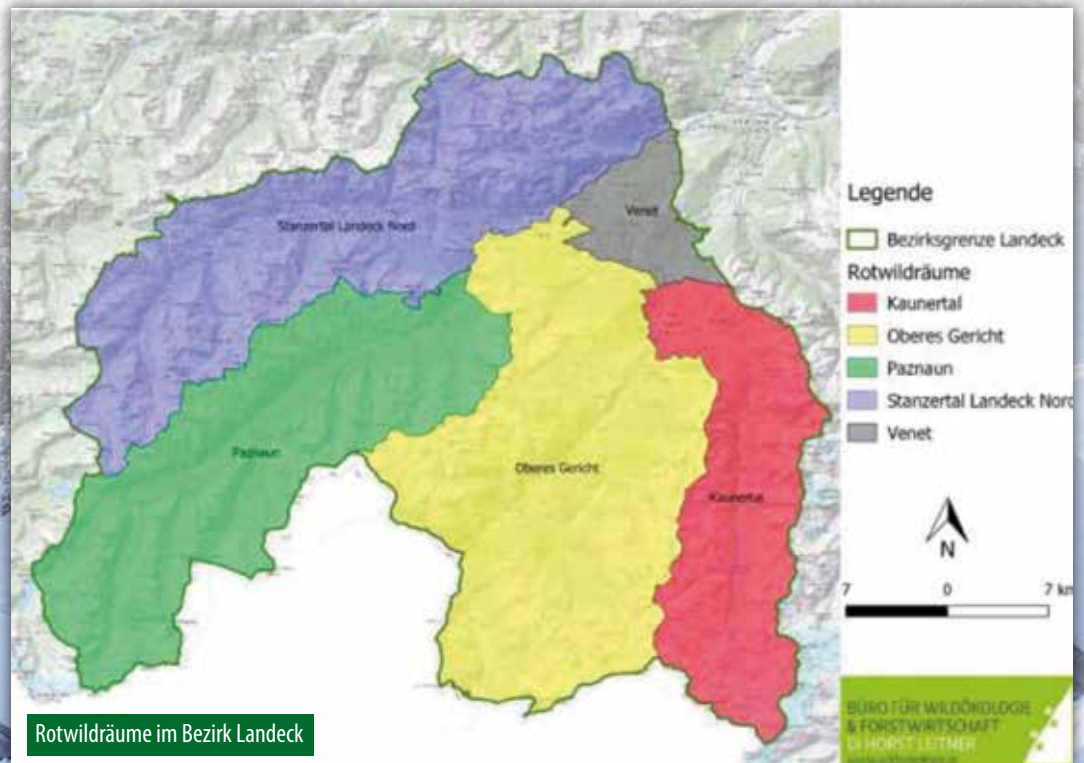 Stanzertal Landeck Nord
Venet
Paznaun
Oberes Gericht
Kaunertal
Legende
Bezirksgrenze Landeck
Rotwildräume
Kaunertal
Oberes Gericht
Paznaun
Stanzertal Landeck Nord
Venet
N
7 0 7 km
BÜRO FÜR WILDÖKOLOGIE
& FORSTWIRTSCHAFT
DI HORST LEITNER
Rotwildräume im Bezirk Landeck